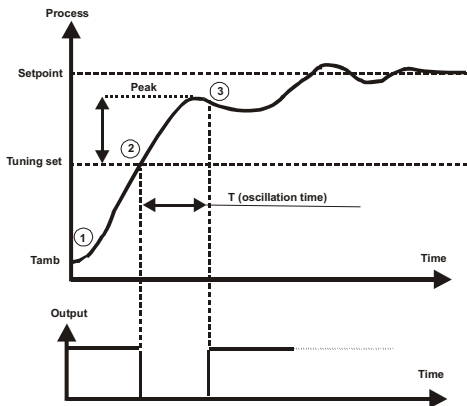 Process
Setpoint
Peak
3
2
Tuning set
T (oscillation time)
1
Tamb
Time
Output
Time